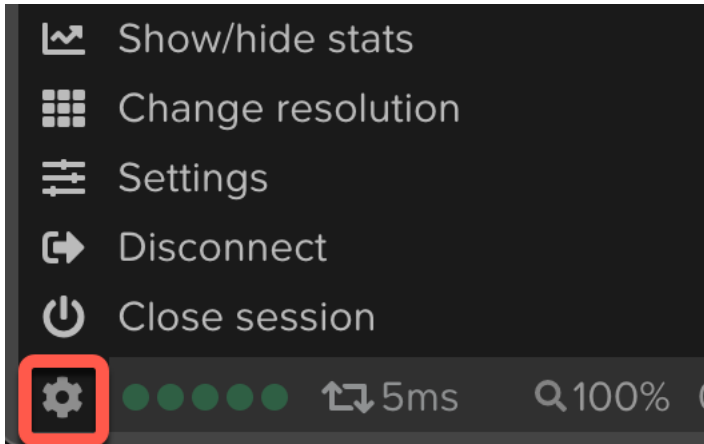 Show/hide stats
Change resolution
Settings
Disconnect
Close session
5ms 100%